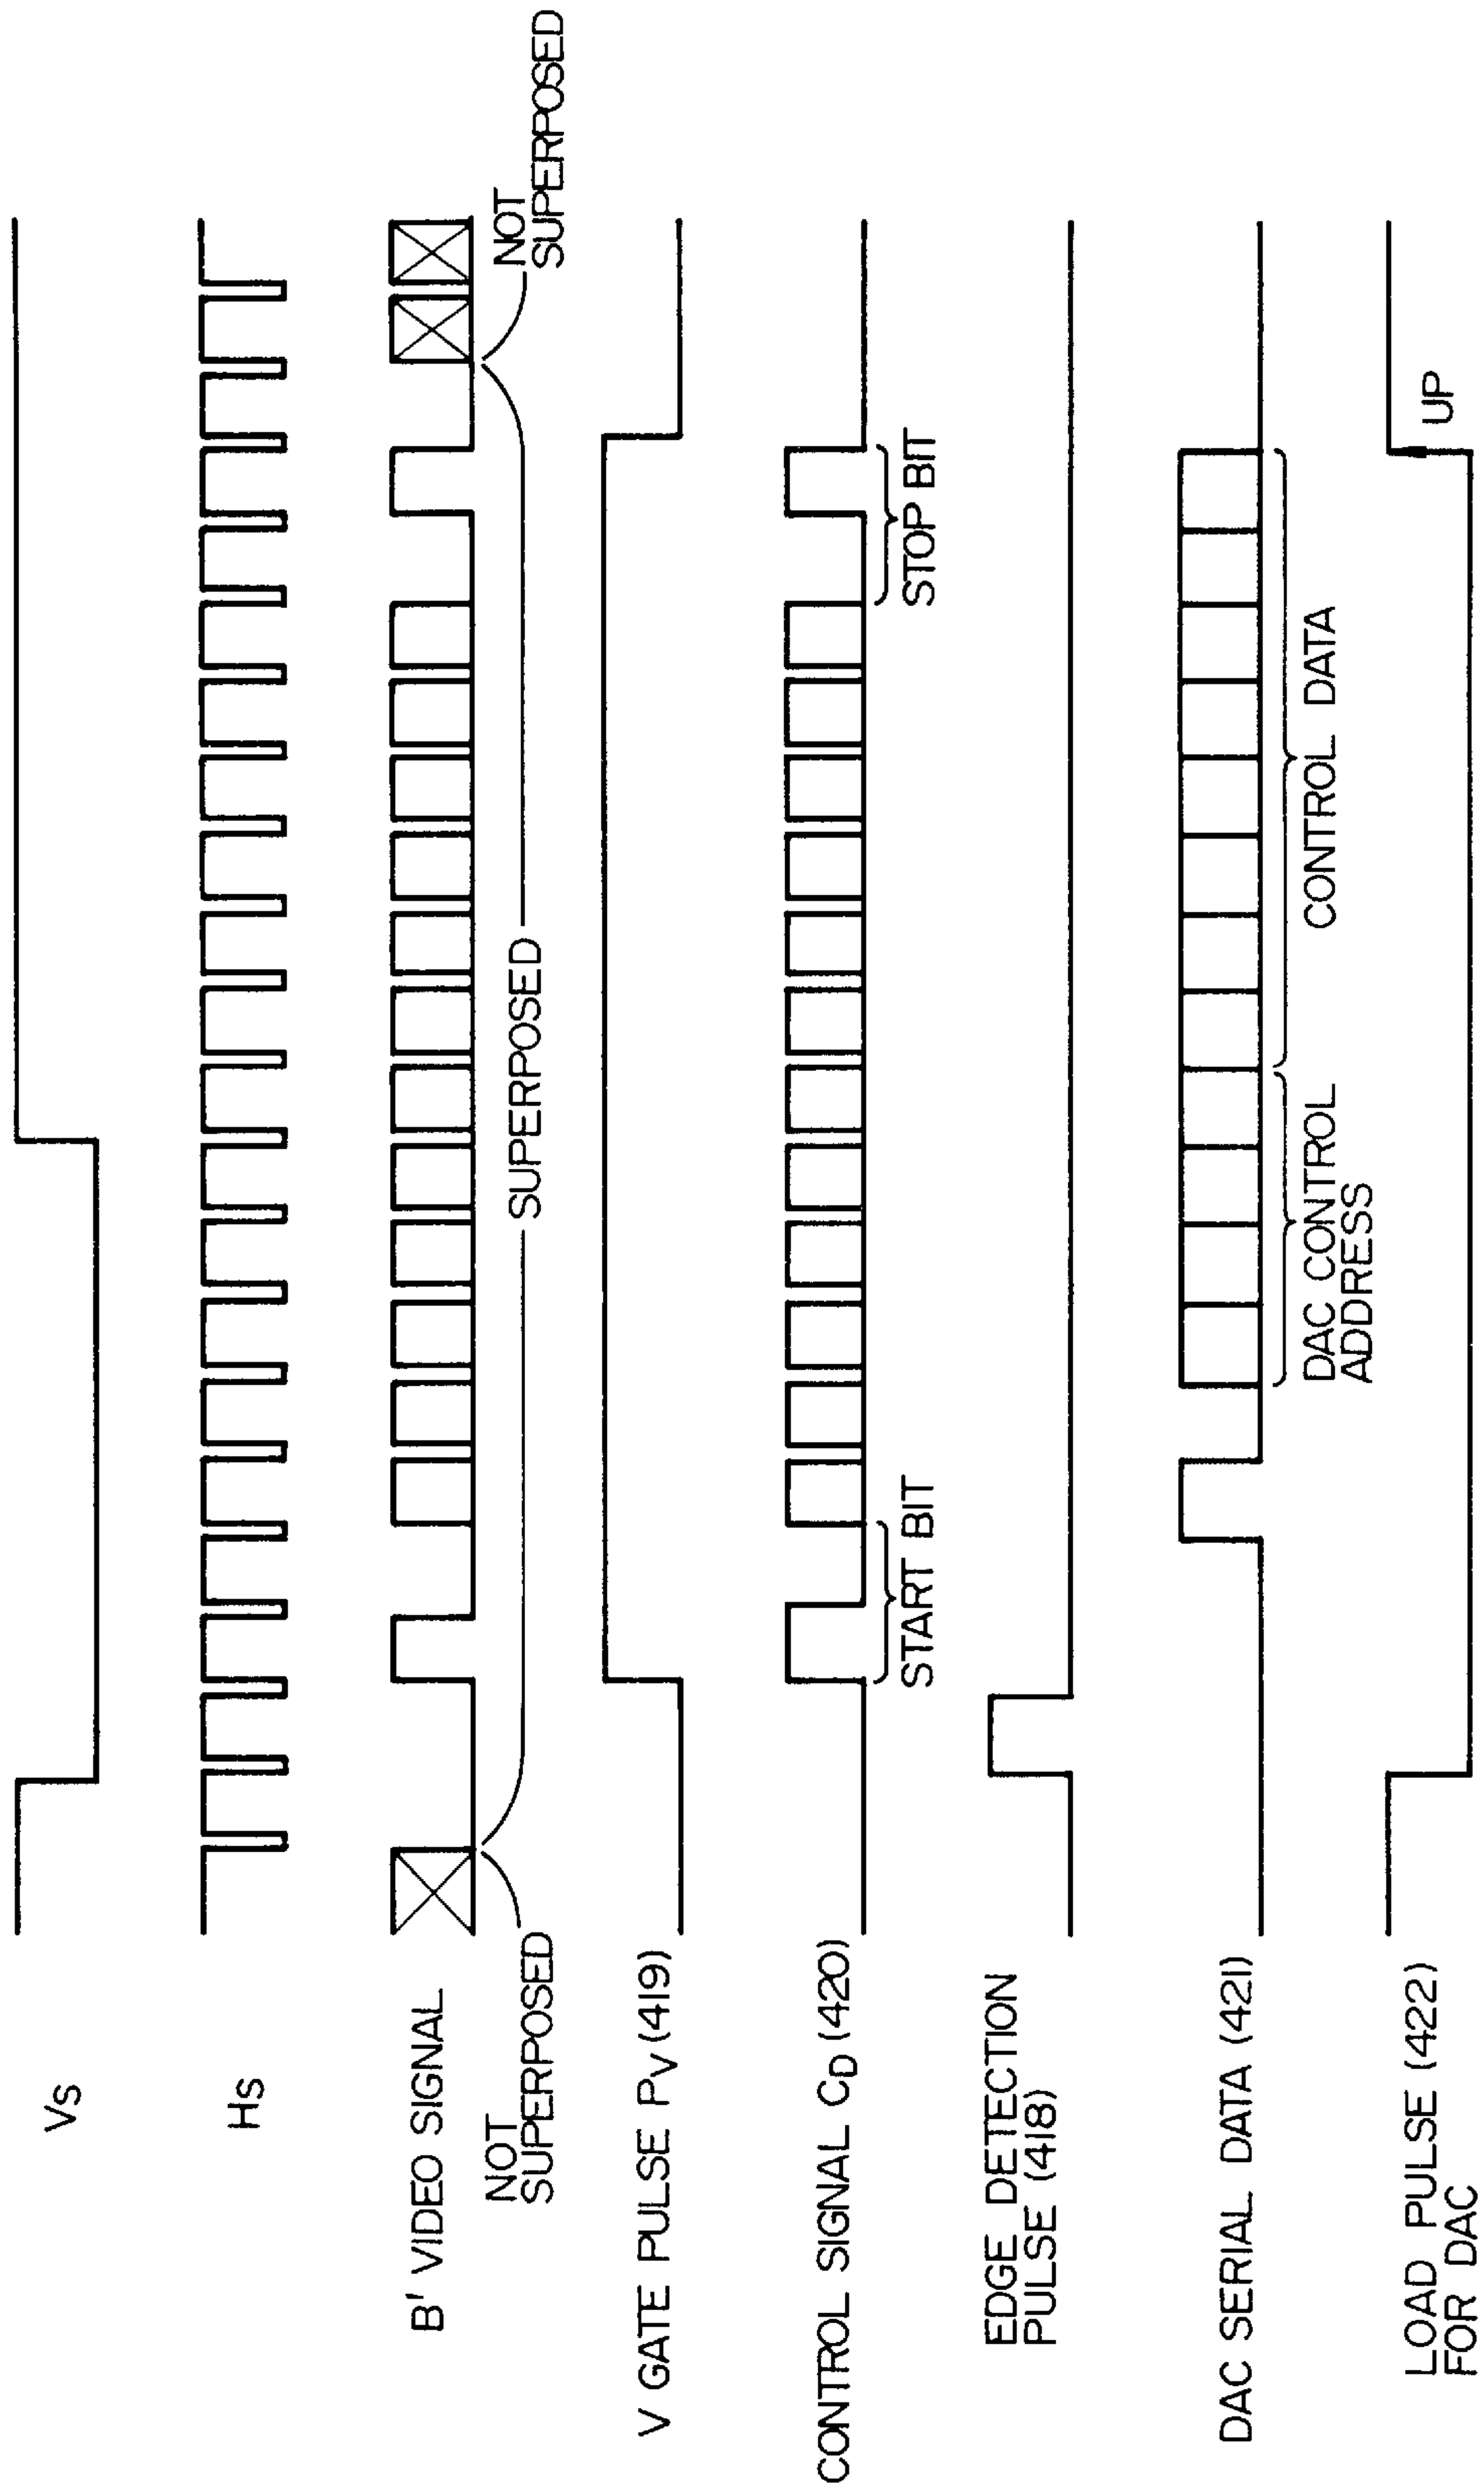 Vs
Hs
B' VIDEO SIGNAL
NOT
SUPERPOSED
SUPERPOSED
NOT
SUPERPOSED
V GATE PULSE PV (419)
CONTROL SIGNAL CD (420)
START BIT
STOP BIT
EDGE DETECTION
PULSE (418)
DAC SERIAL DATA (421)
DAC CONTROL
ADDRESS
CONTROL DATA
LOAD PULSE (422)
FOR DAC
UP